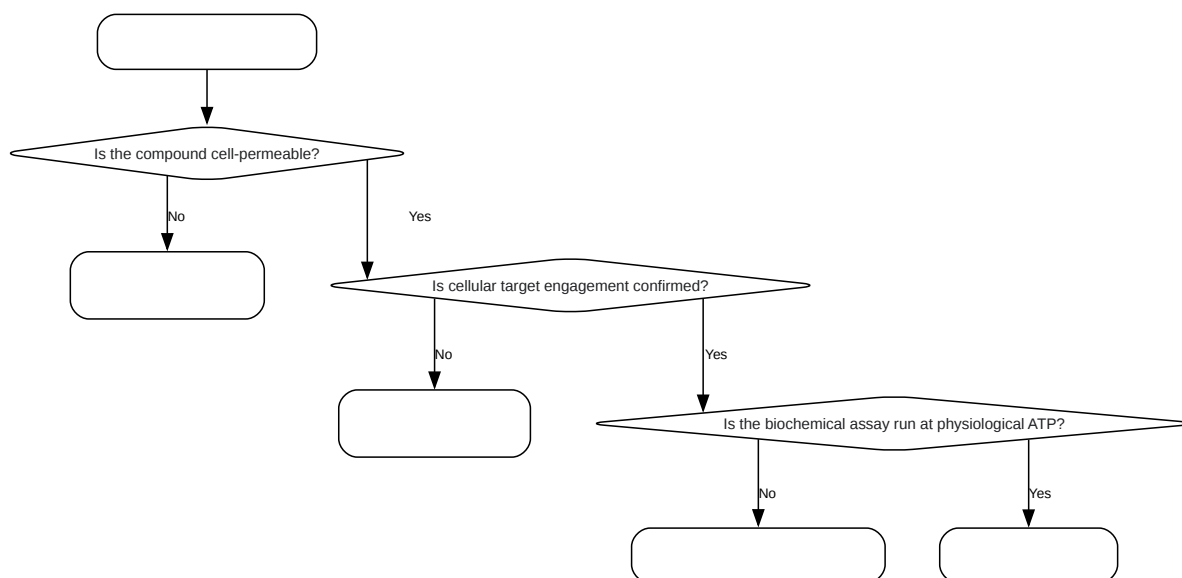 Is the compound cell-permeable?
No
Yes
Is cellular target engagement confirmed?
No
Yes
Is the biochemical assay run at physiological ATP?
No
Yes